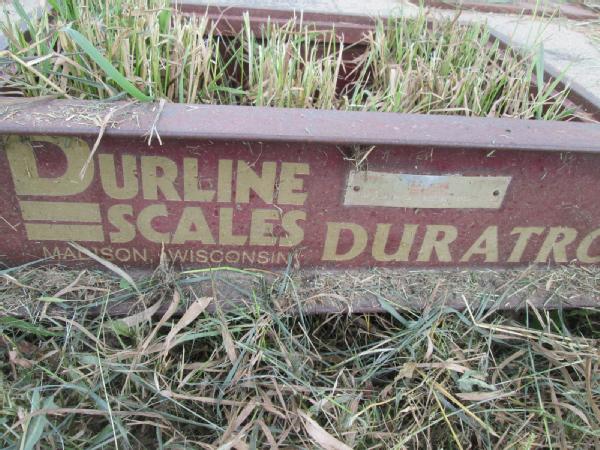 DURLINE
SCALES
MADISON, WISCONSIN
DURATRO